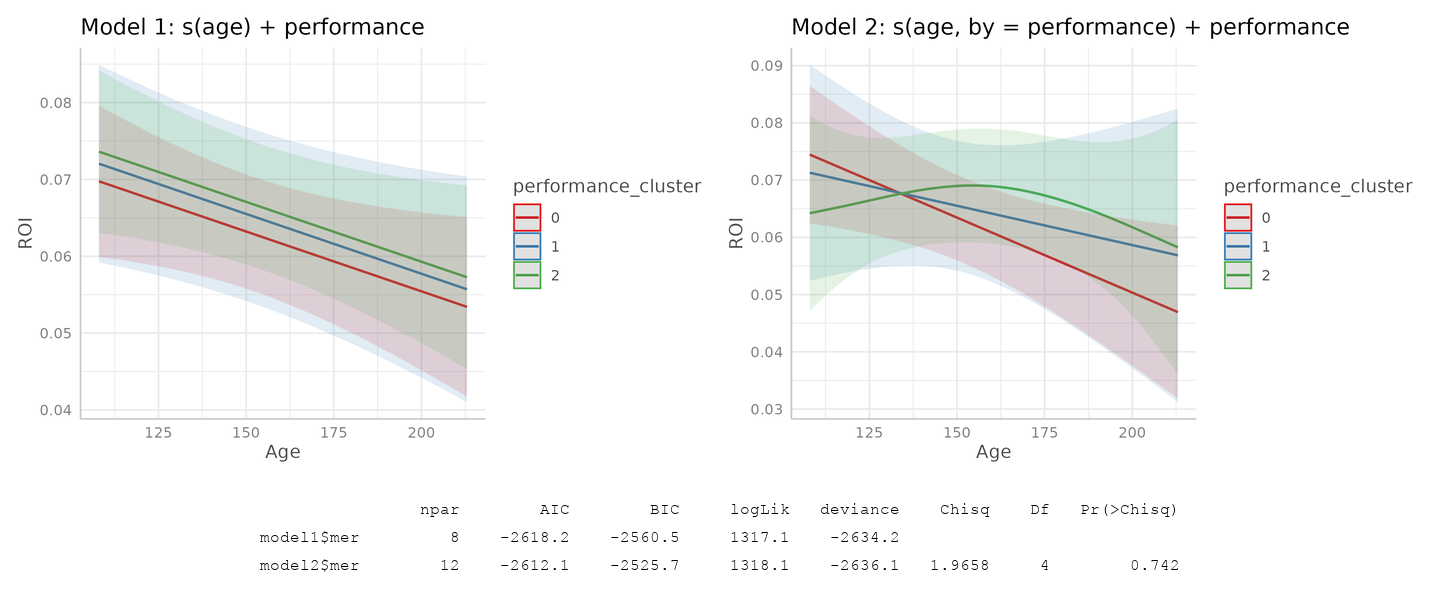 Model 1: s(age) + performance
0.08
0.07
0.06
0.05
0.04
ROI
125 150 175 200
Age
performance_cluster
0
1
2
Model 2: s(age, by = performance) + performance
0.09
0.08
0.07
0.06
0.05
0.04
0.03
ROI
125 150 175 200
Age
performance_cluster
0
1
2
npar AIC BIC logLik deviance Chisq Df Pr(>Chisq)
model1$mer 8 -2618.2 -2560.5 1317.1 -2634.2
model2$mer 12 -2612.1 -2525.7 1318.1 -2636.1 1.9658 4 0.742